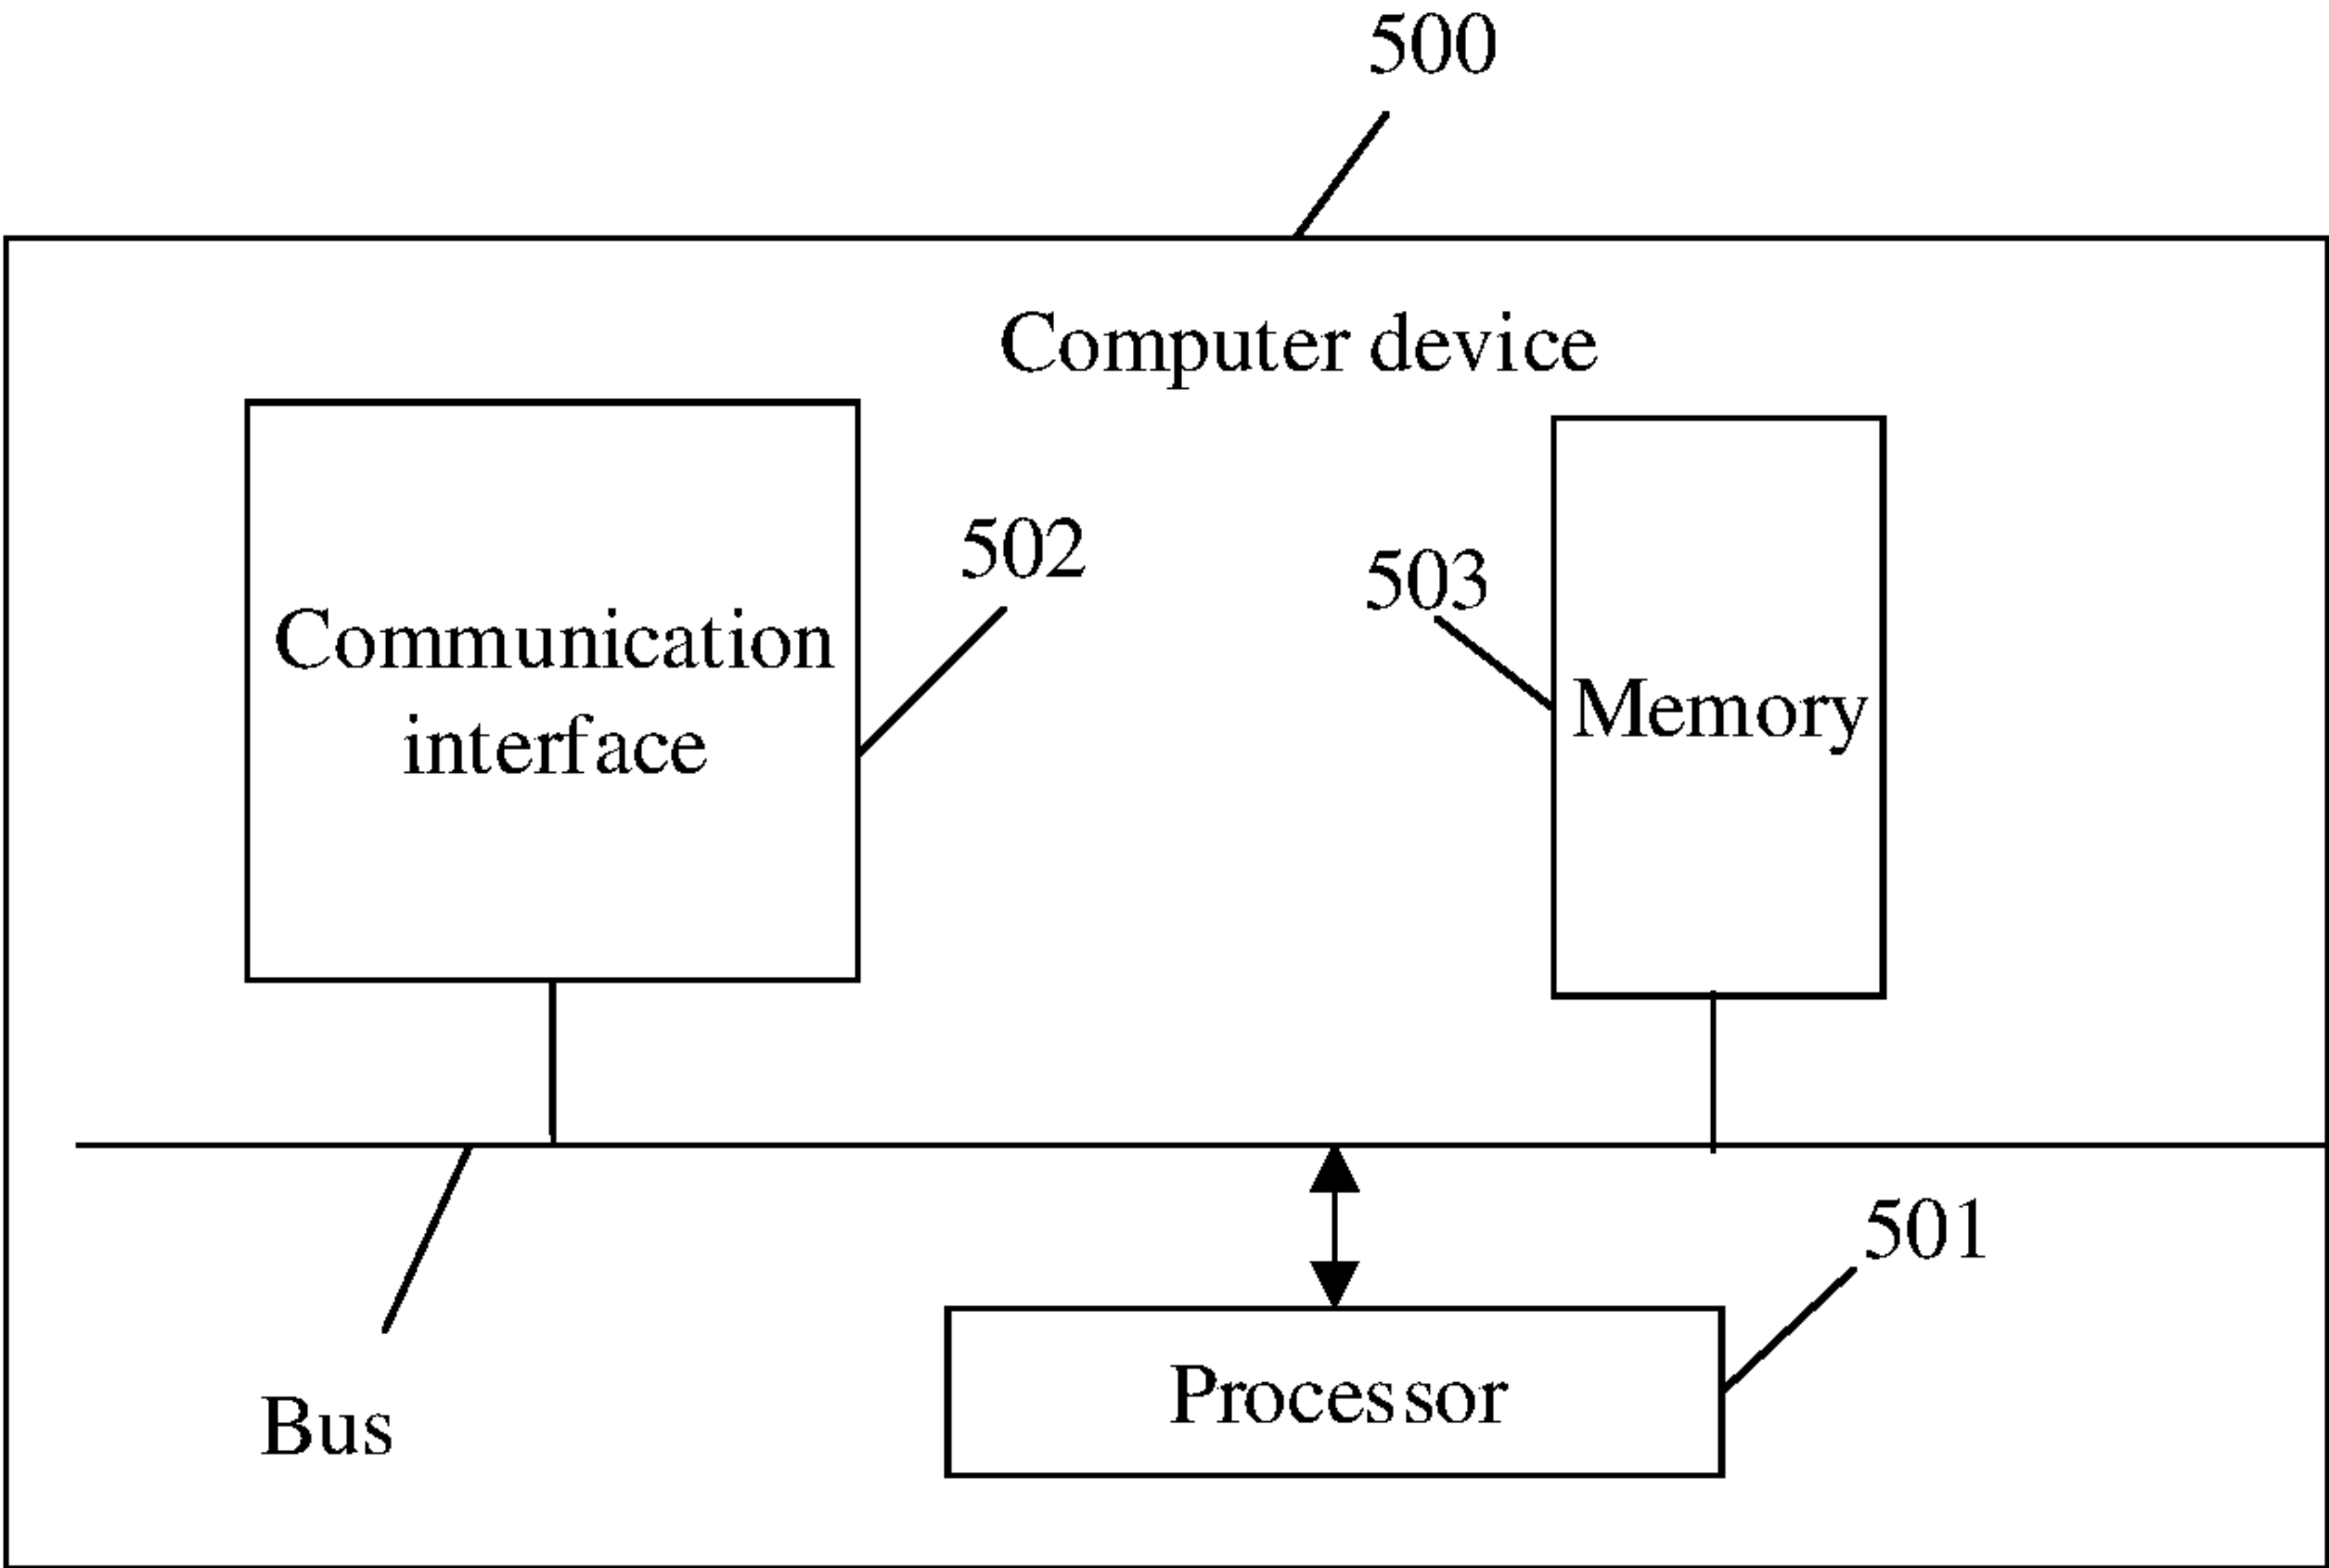 500
Computer device
502
503
Communication
interface
Memory
501
Processor
Bus